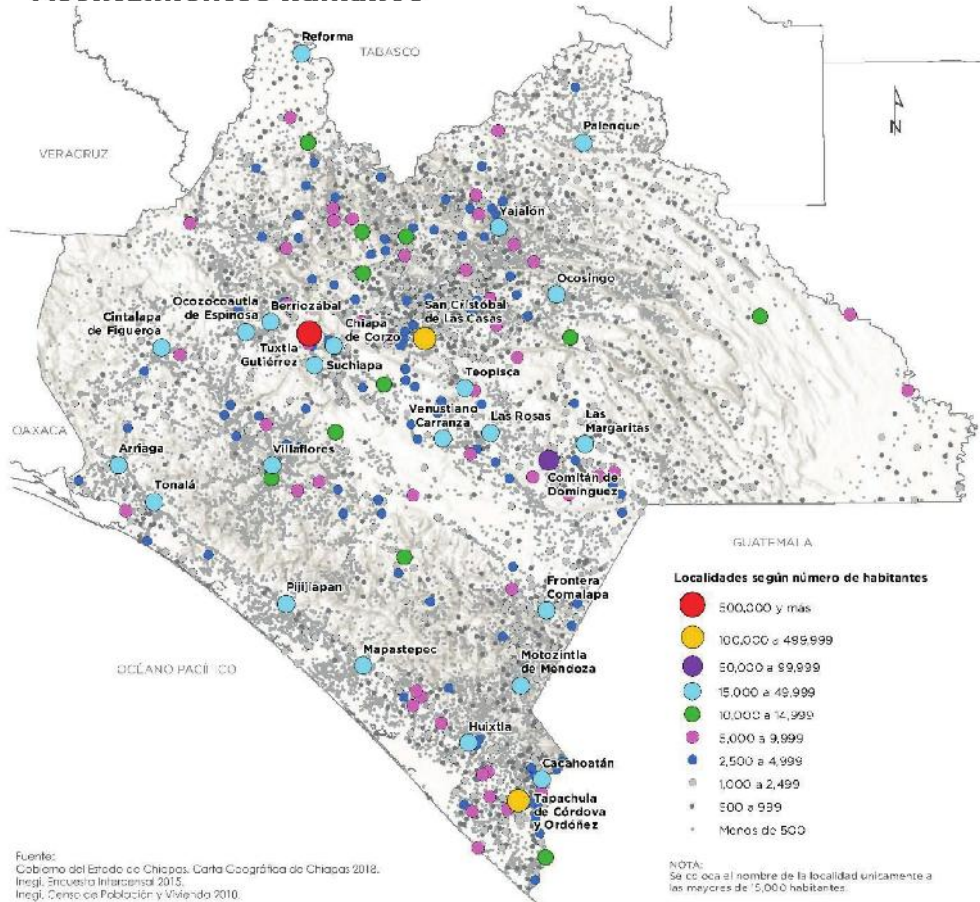 Reforma
TABASCO
Palenque
N
VERACRUZ
Yajalón
Ocosingo
Ocozocoautla
de Espinosa
Berriozábal
San Cristóbal
de Las Casas
Cintalapa
de Figueroa
Chiapa
de Corzo
Tuxtla
Gutiérrez
Suchiapa
Teopisca
Venustiano
Carranza
Las Rosas
Las
Margaritas
OAXACA
Arriaga
Villaflores
Comitán de
Domínguez
Tonalá
GUATEMALA
Pijijiapan
Frontera
Comalapa
OCÉANO PACÍFICO
Mapastepec
Motozintla
de Mendoza
Huixtla
Cacahoatán
Tapachula
de Córdova
y Ordóñez
Localidades según número de habitantes
500,000 y más
100,000 a 499,999
50,000 a 99,999
15,000 a 49,999
10,000 a 14,999
5,000 a 9,999
2,500 a 4,999
1,000 a 2,499
500 a 999
Menos de 500
Fuente:
Gobierno del Estado de Chiapas. Carta Geográfica de Chiapas 2018.
Inegi. Encuesta Intercensal 2015.
Inegi. Censo de Población y Vivienda 2010.
NOTA:
Se coloca el nombre de la localidad unicamente a
las mayores de 15,000 habitantes.